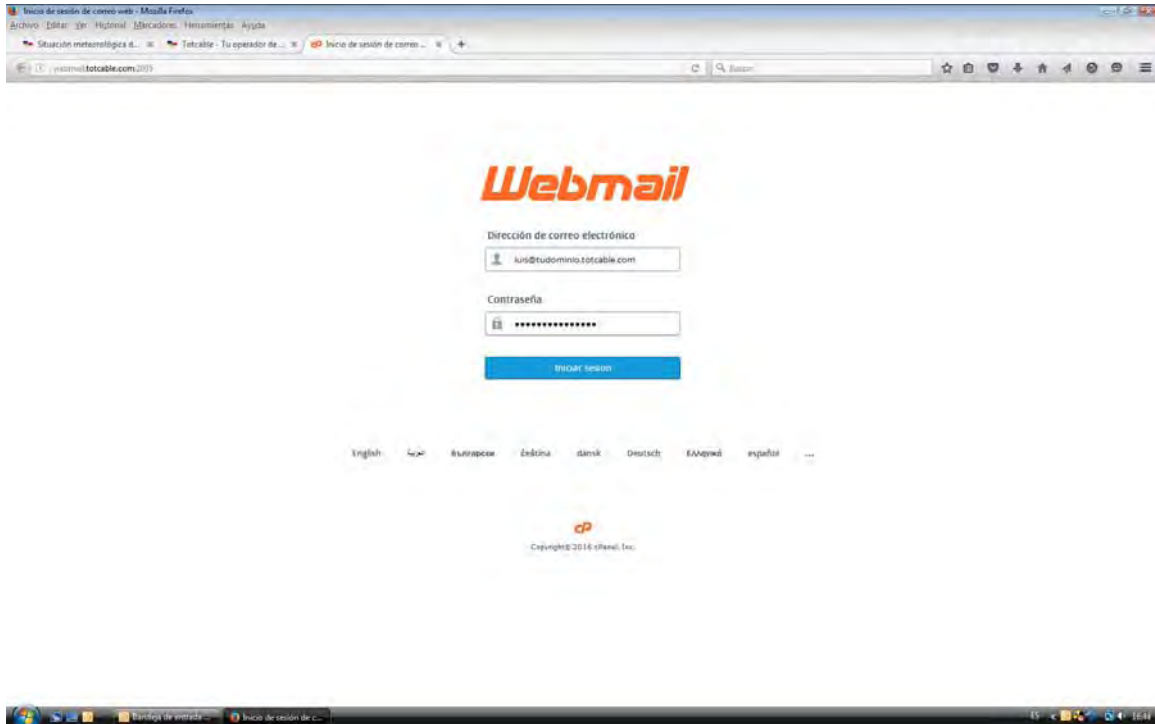 Inicio de sesión de correo web - Mozilla Firefox
Archivo Editar Ver Historial Marcadores Herramientas Ayuda
Situación meteorológica d... Totcable - Tu operador de ... Inicio de sesión de correo ...
webmail.totcable.com:2095 Buscar
Webmail
Dirección de correo electrónico
luis@tudominio.totcable.com
Contraseña
•••••••••••••••
Iniciar sesión
English العربية български čeština dansk Deutsch Ελληνικά español ...
cP
Copyright© 2016 cPanel, Inc.
Bandeja de entrada ... Inicio de sesión de c... ES